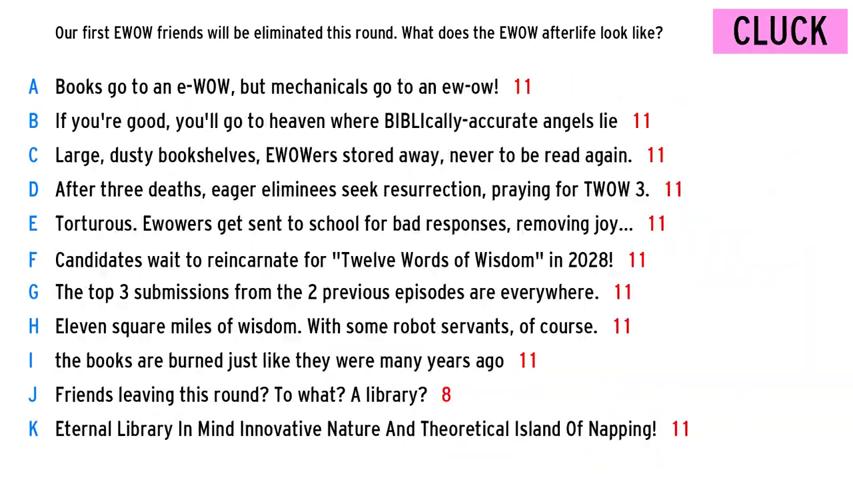 Our first EWOW friends will be eliminated this round. What does the EWOW afterlife look like?
CLUCK
A Books go to an e-WOW, but mechanicals go to an ew-ow! 11
B If you're good, you'll go to heaven where BIBLIcally-accurate angels lie 11
C Large, dusty bookshelves, EWOWers stored away, never to be read again. 11
D After three deaths, eager eliminees seek resurrection, praying for TWOW 3. 11
E Torturous. Ewowers get sent to school for bad responses, removing joy... 11
F Candidates wait to reincarnate for "Twelve Words of Wisdom" in 2028! 11
G The top 3 submissions from the 2 previous episodes are everywhere. 11
H Eleven square miles of wisdom. With some robot servants, of course. 11
I the books are burned just like they were many years ago 11
J Friends leaving this round? To what? A library? 8
K Eternal Library In Mind Innovative Nature And Theoretical Island Of Napping! 11